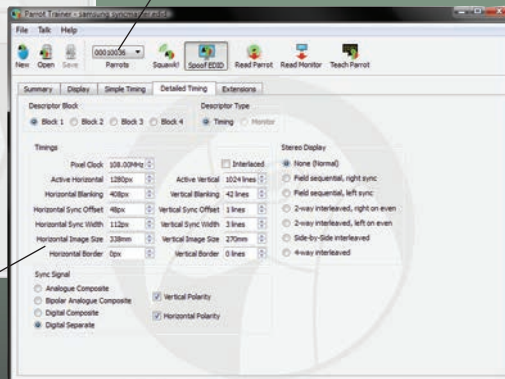 Parrot Trainer - samsung syncmaster.edid
File Talk Help
00010036
New Open Save Parrots Squawk! Spoof EDID Read Parrot Read Monitor Teach Parrot
Summary Display Simple Timing Detailed Timing Extensions
Descriptor Block Descriptor Type
Block 1 Block 2 Block 3 Block 4 Timing Monitor
Timings Stereo Display
Pixel Clock 108.00MHz Interlaced None (Normal)
Active Horizontal 1280px Active Vertical 1024 lines Field sequential, right sync
Horizontal Blanking 408px Vertical Blanking 42 lines Field sequential, left sync
Horizontal Sync Offset 48px Vertical Sync Offset 1 lines 2-way interleaved, right on even
Horizontal Sync Width 112px Vertical Sync Width 3 lines 2-way interleaved, left on even
Horizontal Image Size 338mm Vertical Image Size 270mm Side-by-Side interleaved
Horizontal Border 0px Vertical Border 0 lines 4-way interleaved
Sync Signal
Analogue Composite
Bipolar Analogue Composite Vertical Polarity
Digital Composite
Digital Separate Horizontal Polarity